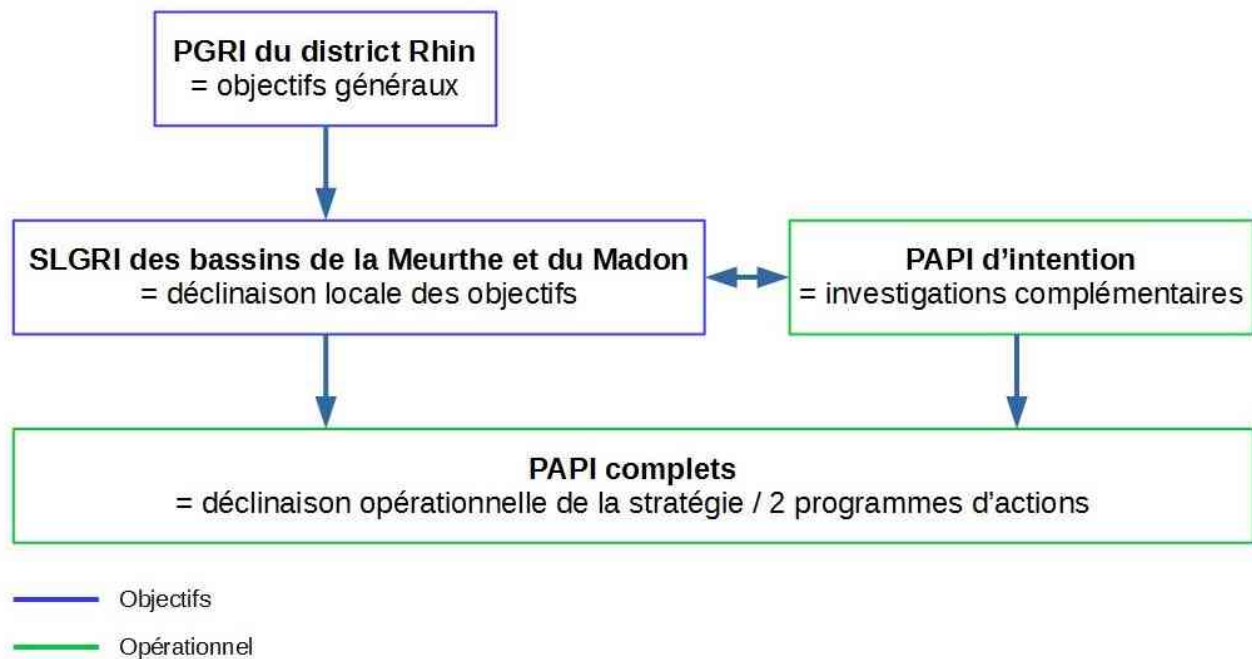 PGRI du district Rhin
= objectifs généraux
SLGRI des bassins de la Meurthe et du Madon
= déclinaison locale des objectifs
PAPI d’intention
= investigations complémentaires
PAPI complets
= déclinaison opérationnelle de la stratégie / 2 programmes d’actions
Objectifs
Opérationnel